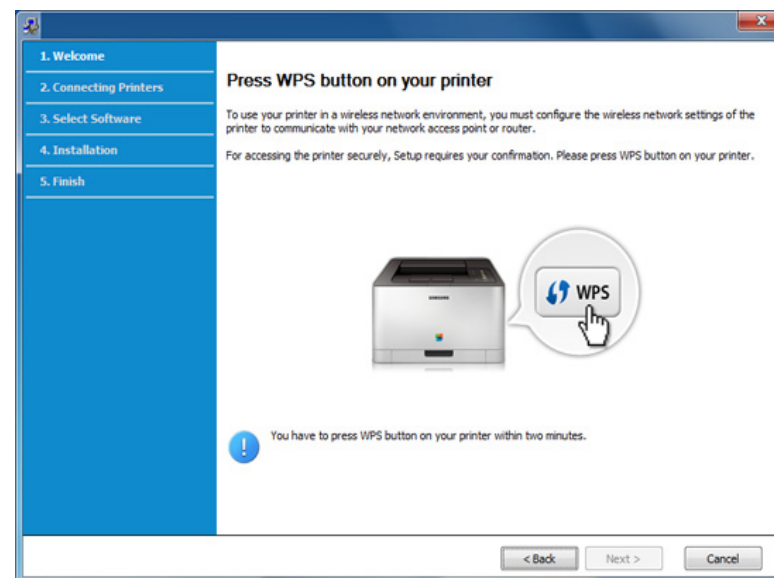 1. Welcome
2. Connecting Printers
3. Select Software
4. Installation
5. Finish
Press WPS button on your printer
To use your printer in a wireless network environment, you must configure the wireless network settings of the
printer to communicate with your network access point or router.
For accessing the printer securely, Setup requires your confirmation. Please press WPS button on your printer.
SAMSUNG
WPS
You have to press WPS button on your printer within two minutes.
< Back
Next >
Cancel